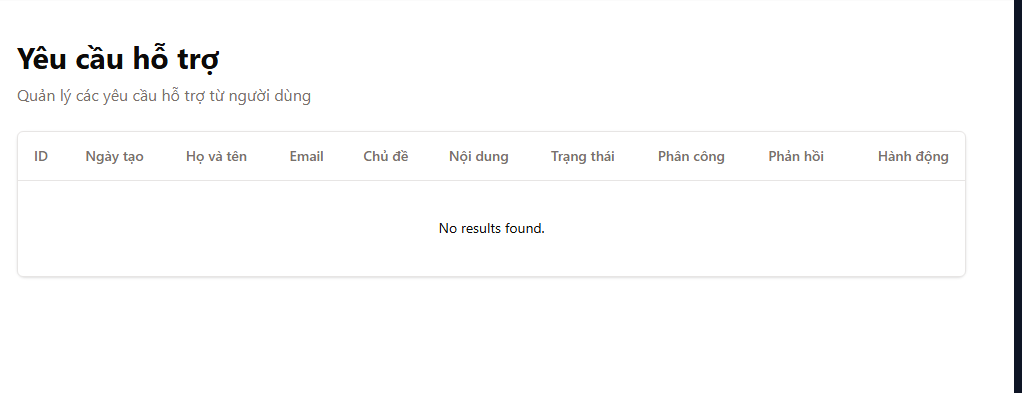 Yêu cầu hỗ trợ
Quản lý các yêu cầu hỗ trợ từ người dùng
ID Ngày tạo Họ và tên Email Chủ đề Nội dung Trạng thái Phân công Phản hồi Hành động
No results found.